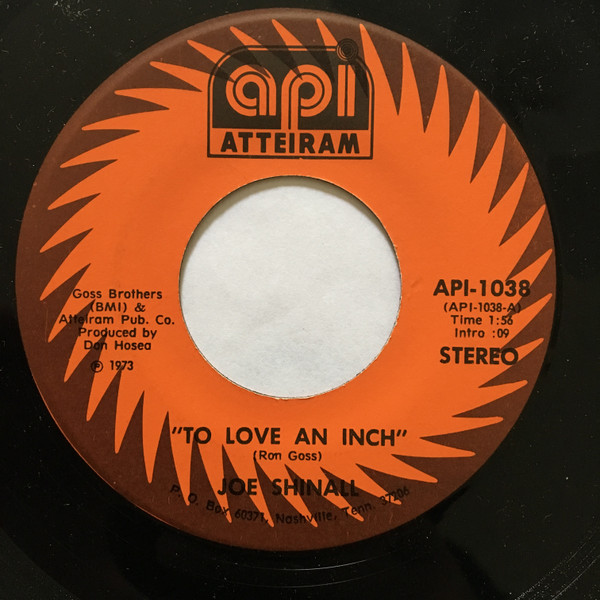 api
ATTEIRAM
Goss Brothers
(BMI) &
Atteiram Pub. Co.
Produced by
Don Hosea
℗ 1973
API-1038
(API-1038-A)
Time 1:56
Intro :09
STEREO
"TO LOVE AN INCH"
(Ron Goss)
JOE SHINALL
P. O. Box 60371, Nashville, Tenn. 37206